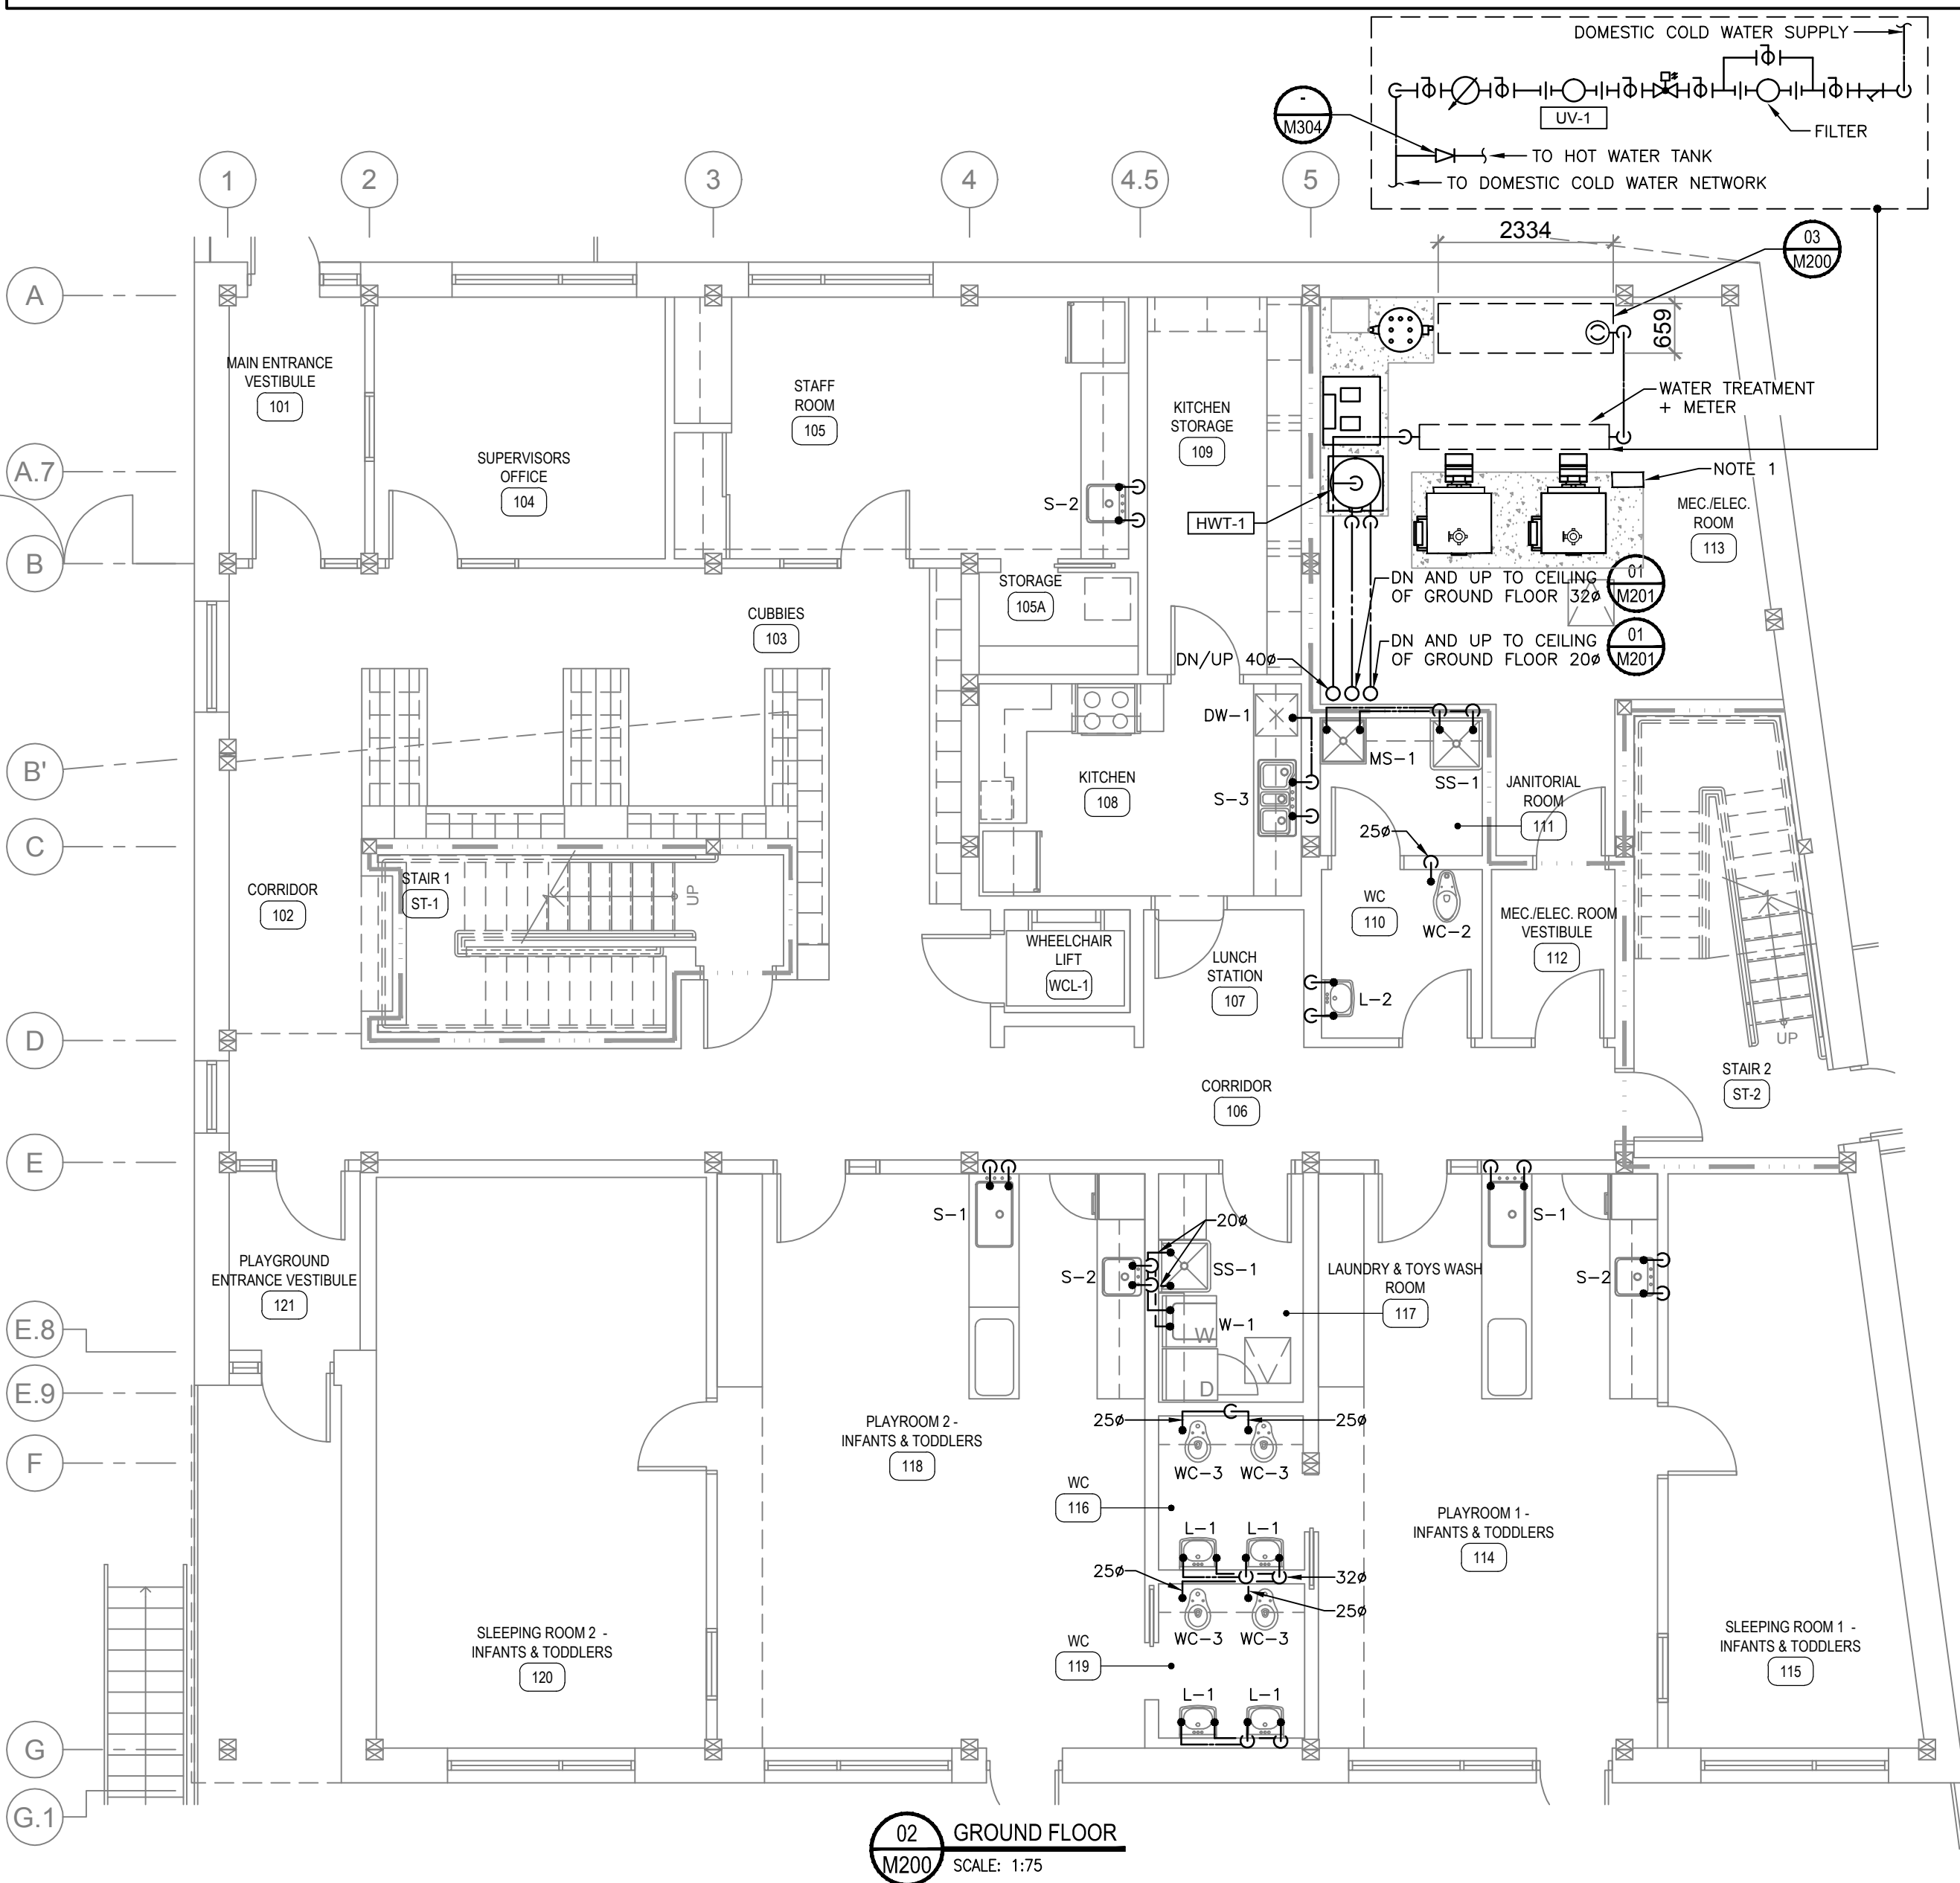 DOMESTIC COLD WATER SUPPLY
UV-1
FILTER
-
M304
TO HOT WATER TANK
TO DOMESTIC COLD WATER NETWORK
1
2
3
4
4.5
5
2334
03
M200
659
A
A.7
B
B'
C
D
E
E.8
E.9
F
G
G.1
MAIN ENTRANCE
VESTIBULE
101
SUPERVISORS
OFFICE
104
STAFF
ROOM
105
S-2
KITCHEN
STORAGE
109
HWT-1
WATER TREATMENT
+ METER
NOTE 1
MEC./ELEC.
ROOM
113
STORAGE
105A
CUBBIES
103
DN AND UP TO CEILING
OF GROUND FLOOR 32ø
01
M201
DN AND UP TO CEILING
OF GROUND FLOOR 20ø
01
M201
DN/UP 40ø
DW-1
MS-1
SS-1
KITCHEN
108
S-3
JANITORIAL
ROOM
111
25ø
CORRIDOR
102
STAIR 1
ST-1
UP
WC
110
WC-2
MEC./ELEC. ROOM
VESTIBULE
112
WHEELCHAIR
LIFT
WCL-1
LUNCH
STATION
107
L-2
UP
STAIR 2
ST-2
CORRIDOR
106
S-1
20ø
S-1
PLAYGROUND
ENTRANCE VESTIBULE
121
S-2
SS-1
LAUNDRY & TOYS WASH
ROOM
117
S-2
W-1
W
D
25ø
25ø
PLAYROOM 2 -
INFANTS & TODDLERS
118
WC-3
WC-3
WC
116
PLAYROOM 1 -
INFANTS & TODDLERS
114
L-1
L-1
25ø
32ø
25ø
WC-3
WC-3
SLEEPING ROOM 2 -
INFANTS & TODDLERS
120
WC
119
SLEEPING ROOM 1 -
INFANTS & TODDLERS
115
L-1
L-1
02
M200
GROUND FLOOR
SCALE: 1:75